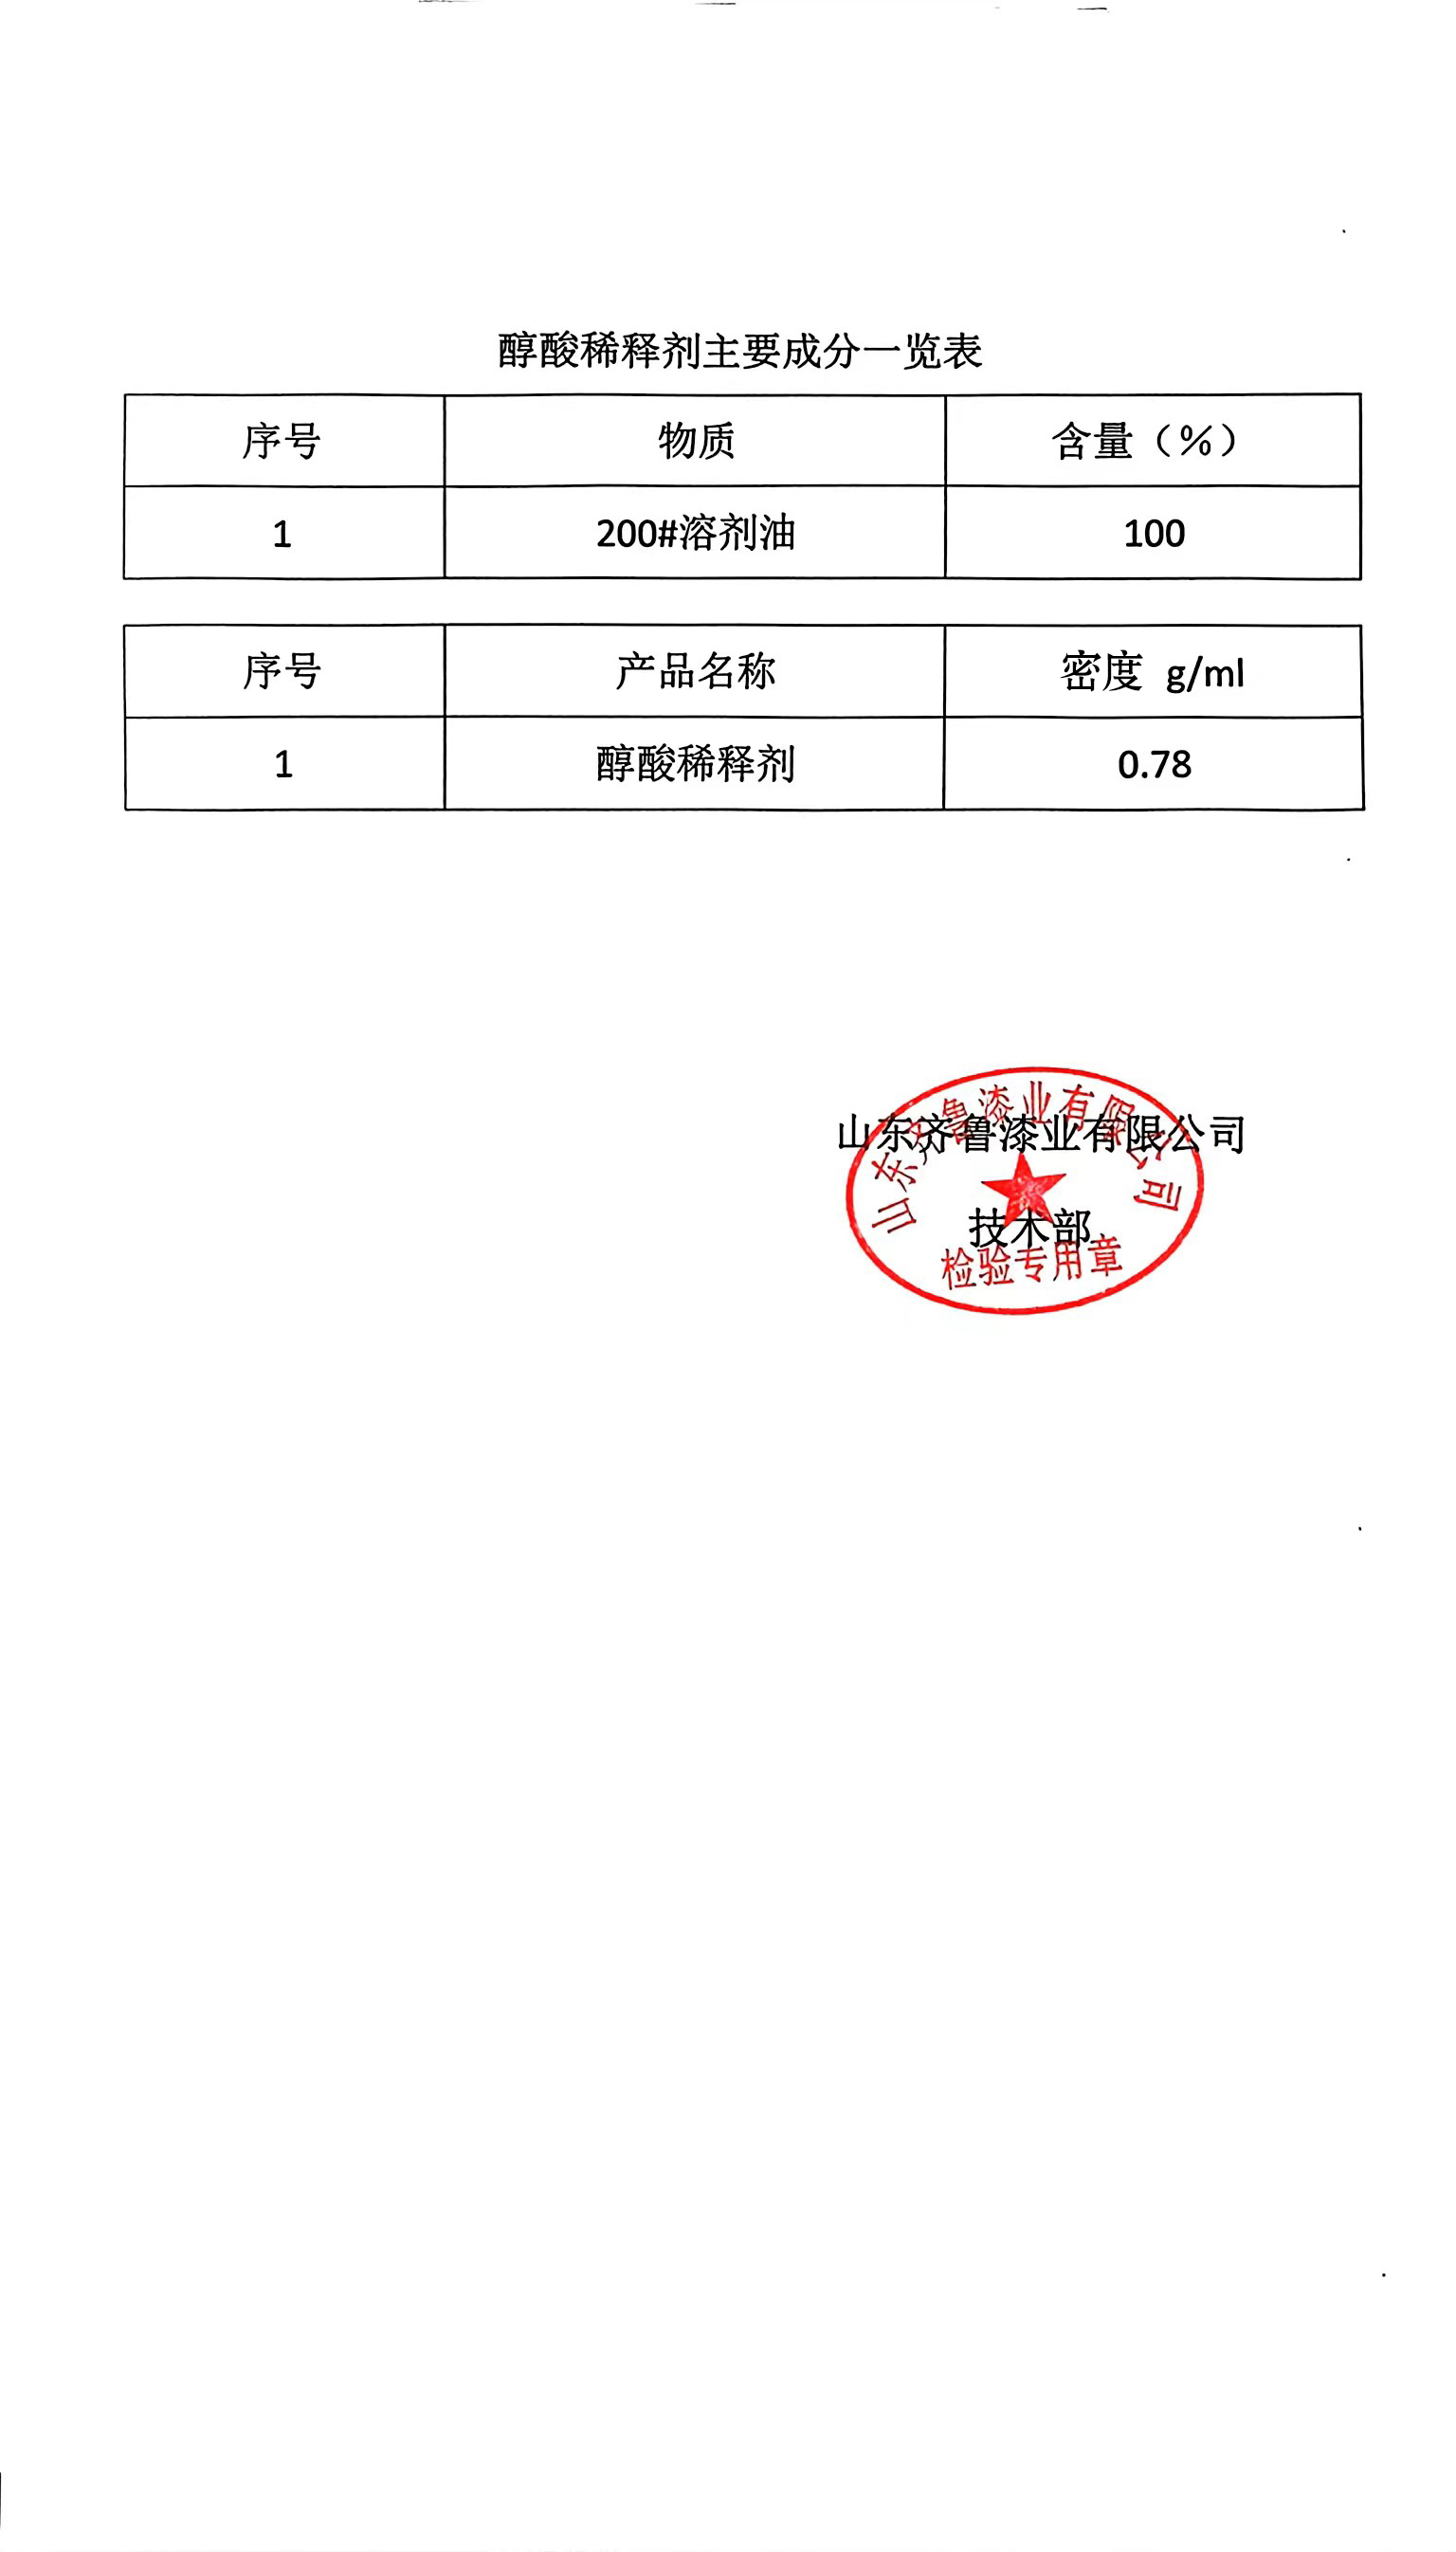 醇酸稀释剂主要成分一览表
序号 物质 含量（%）
1 200#溶剂油 100
序号 产品名称 密度 g/ml
1 醇酸稀释剂 0.78
山东齐鲁漆业有限公司
技术部
山东齐鲁漆业有限公司
检验专用章